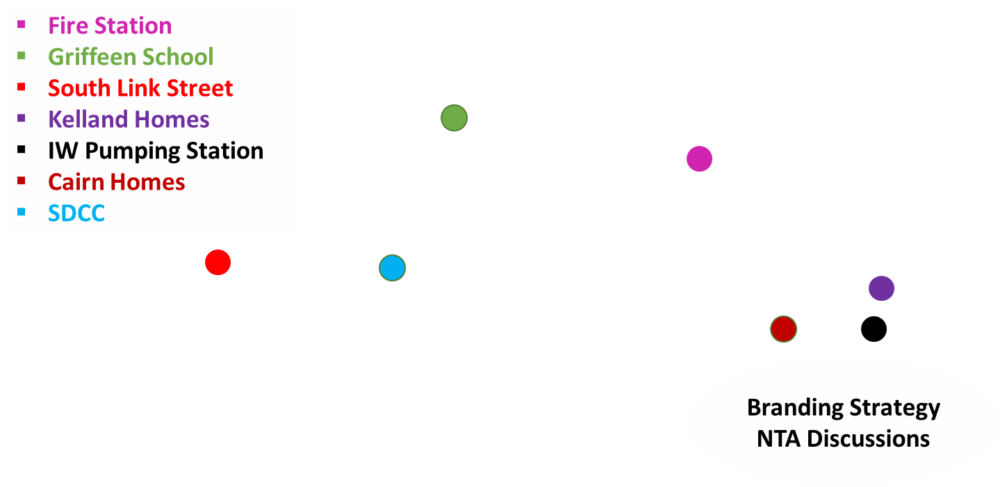 Fire Station
Griffeen School
South Link Street
Kelland Homes
IW Pumping Station
Cairn Homes
SDCC
Branding Strategy
NTA Discussions